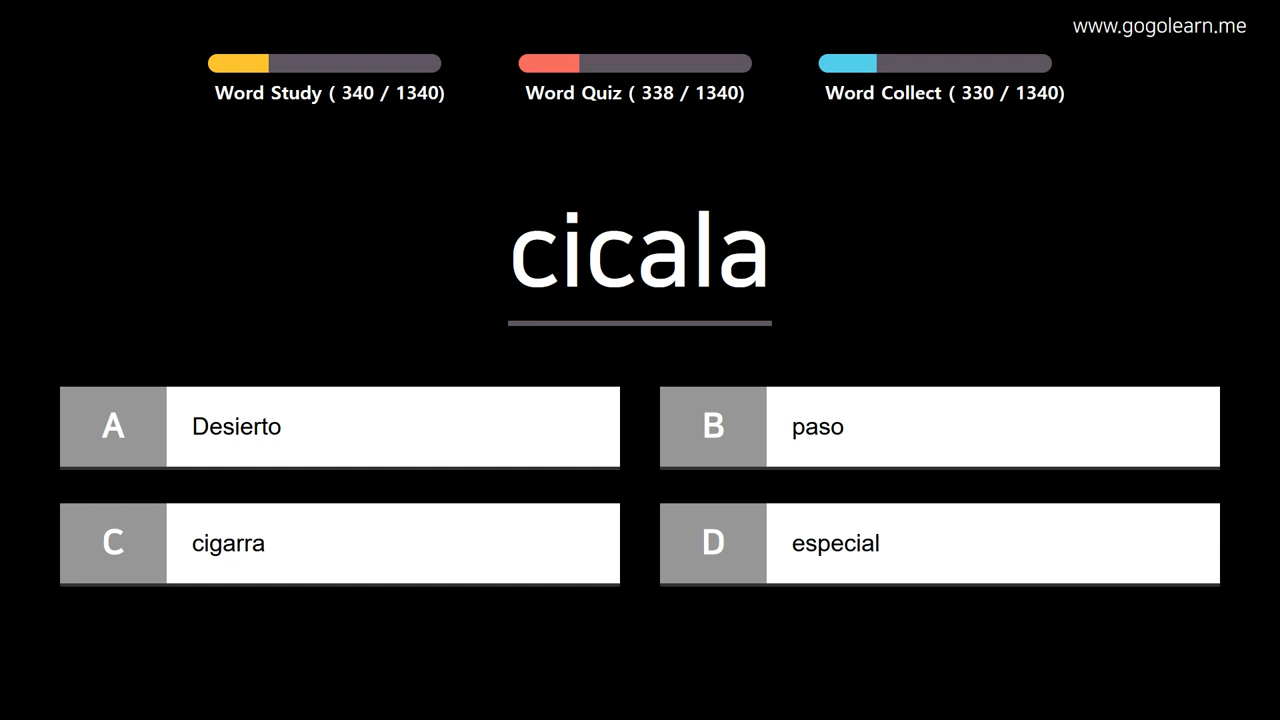 www.gogolearn.me
Word Study ( 340 / 1340)
Word Quiz ( 338 / 1340)
Word Collect ( 330 / 1340)
cicala
A Desierto
B paso
C cigarra
D especial